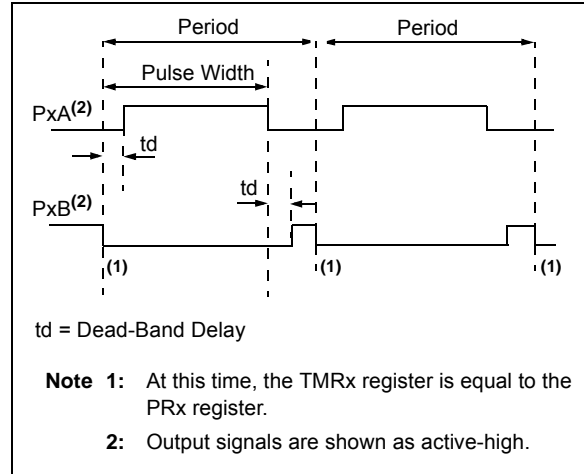 Period Period
Pulse Width
PxA(2)
td
td
PxB(2)
(1) (1) (1)
td = Dead-Band Delay
Note 1: At this time, the TMRx register is equal to the
PRx register.
2: Output signals are shown as active-high.